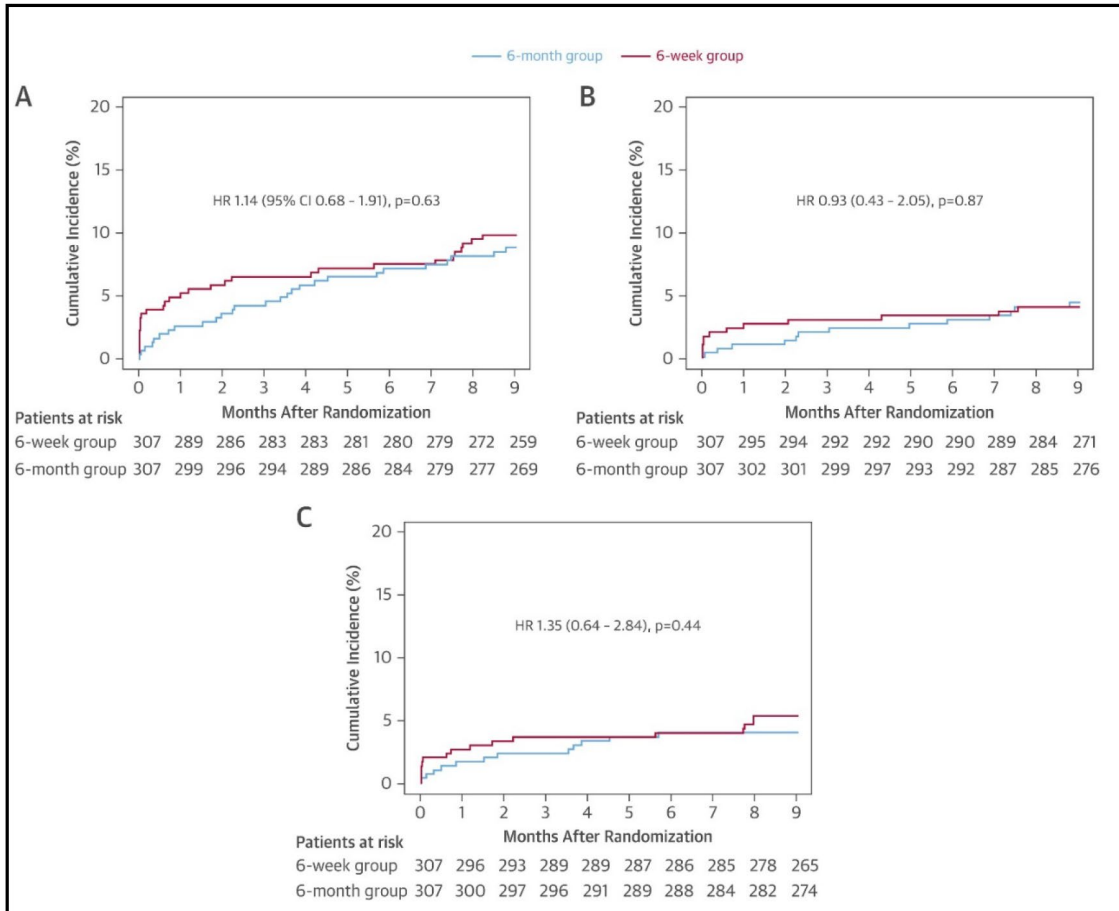 6-month group 6-week group
A
Cumulative Incidence (%)
20
15
10
5
0
HR 1.14 (95% CI 0.68 - 1.91), p=0.63
0 1 2 3 4 5 6 7 8 9
Months After Randomization
Patients at risk
6-week group 307 289 286 283 283 281 280 279 272 259
6-month group 307 299 296 294 289 286 284 279 277 269
B
Cumulative Incidence (%)
20
15
10
5
0
HR 0.93 (0.43 - 2.05), p=0.87
0 1 2 3 4 5 6 7 8 9
Months After Randomization
Patients at risk
6-week group 307 295 294 292 292 290 290 289 284 271
6-month group 307 302 301 299 297 293 292 287 285 276
C
Cumulative Incidence (%)
20
15
10
5
0
HR 1.35 (0.64 - 2.84), p=0.44
0 1 2 3 4 5 6 7 8 9
Months After Randomization
Patients at risk
6-week group 307 296 293 289 289 287 286 285 278 265
6-month group 307 300 297 296 291 289 288 284 282 274